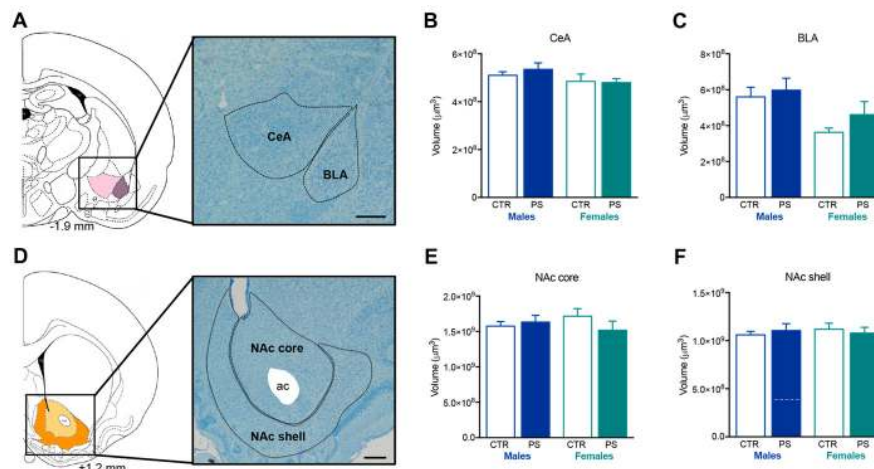 A
CeA
BLA
-1.9 mm
B
CeA
Volume (µm³)
6×10⁸
4×10⁸
2×10⁸
0
CTR PS CTR PS
Males Females
C
BLA
Volume (µm³)
8×10⁸
6×10⁸
4×10⁸
2×10⁸
0
CTR PS CTR PS
Males Females
D
NAc core
ac
NAc shell
+1.2 mm
E
NAc core
Volume (µm³)
2.0×10⁹
1.5×10⁹
1.0×10⁹
5.0×10⁸
0
CTR PS CTR PS
Males Females
F
NAc shell
Volume (µm³)
1.5×10⁹
1.0×10⁹
5.0×10⁸
0
CTR PS CTR PS
Males Females